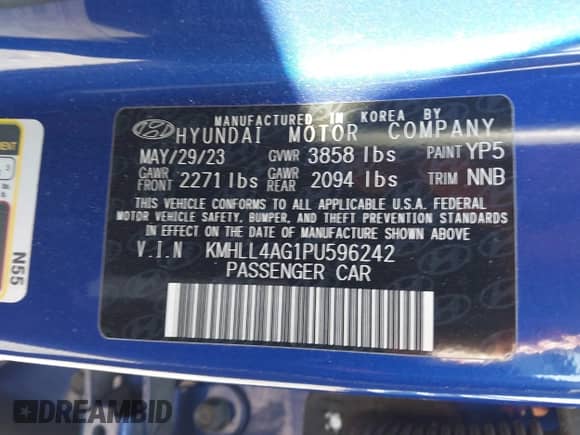 MANUFACTURED IN KOREA BY
HYUNDAI MOTOR COMPANY
MAY/29/23 GVWR 3858 lbs PAINT YP5
GAWR FRONT 2271 lbs GAWR REAR 2094 lbs TRIM NNB
THIS VEHICLE CONFORMS TO ALL APPLICABLE U.S.A. FEDERAL
MOTOR VEHICLE SAFETY, BUMPER, AND THEFT PREVENTION STANDARDS
IN EFFECT ON THE DATE OF MANUFACTURE SHOWN ABOVE
V.I.N KMHLL4AG1PU596242
PASSENGER CAR
N55
DREAMBID